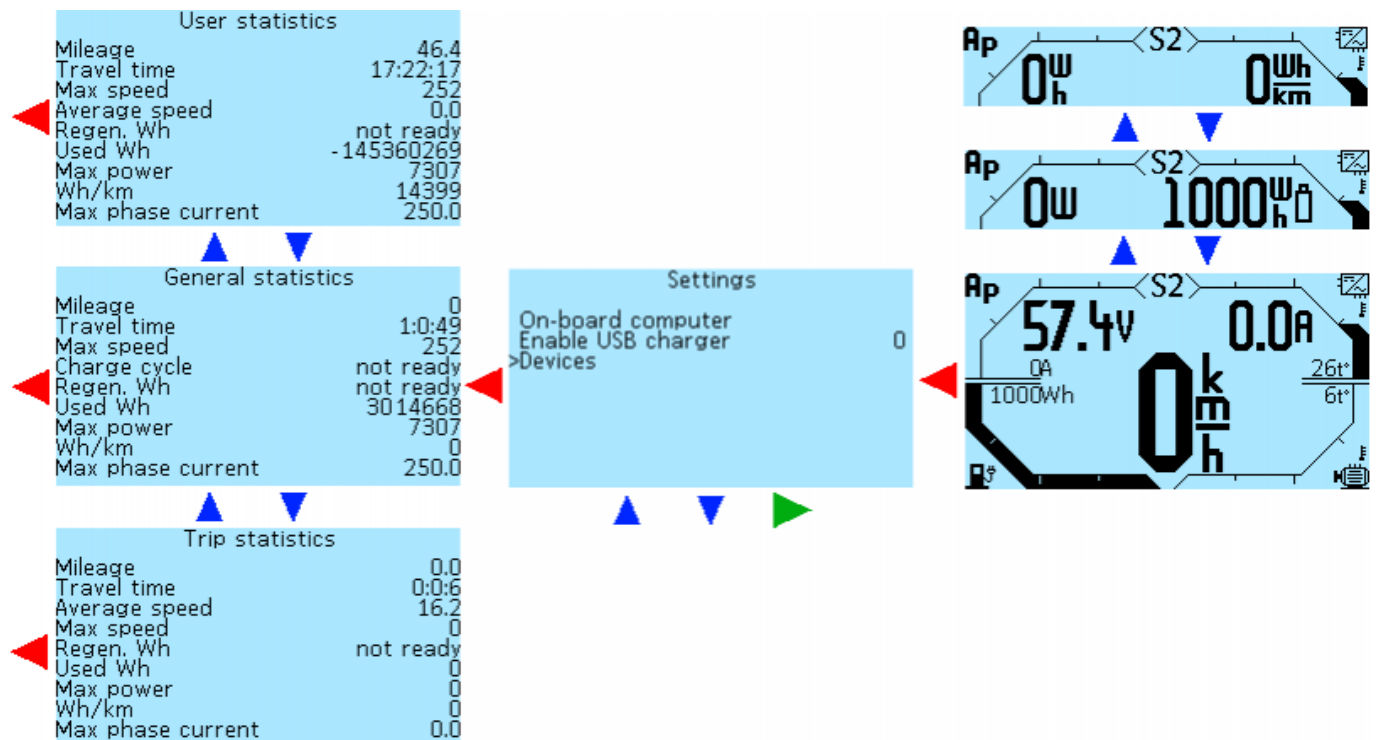 User statistics
Mileage 46.4
Travel time 17:22:17
Max speed 252
Average speed 0.0
Regen. Wh not ready
Used Wh -145360269
Max power 7307
Wh/km 14399
Max phase current 250.0
General statistics
Mileage 0
Travel time 1:0:49
Max speed 252
Charge cycle not ready
Regen. Wh not ready
Used Wh 3014668
Max power 7307
Wh/km 0
Max phase current 250.0
Trip statistics
Mileage 0.0
Travel time 0:0:6
Average speed 16.2
Max speed 0
Regen. Wh not ready
Used Wh 0
Max power 0
Wh/km 0
Max phase current 0.0
Settings
On-board computer
Enable USB charger 0
>Devices
Ap S2
0 Wh 0 Wh/km
Ap S2
0W 1000 Wh
Ap S2
57.4V 0.0A
0A 26t°
1000Wh 6t°
0 km/h